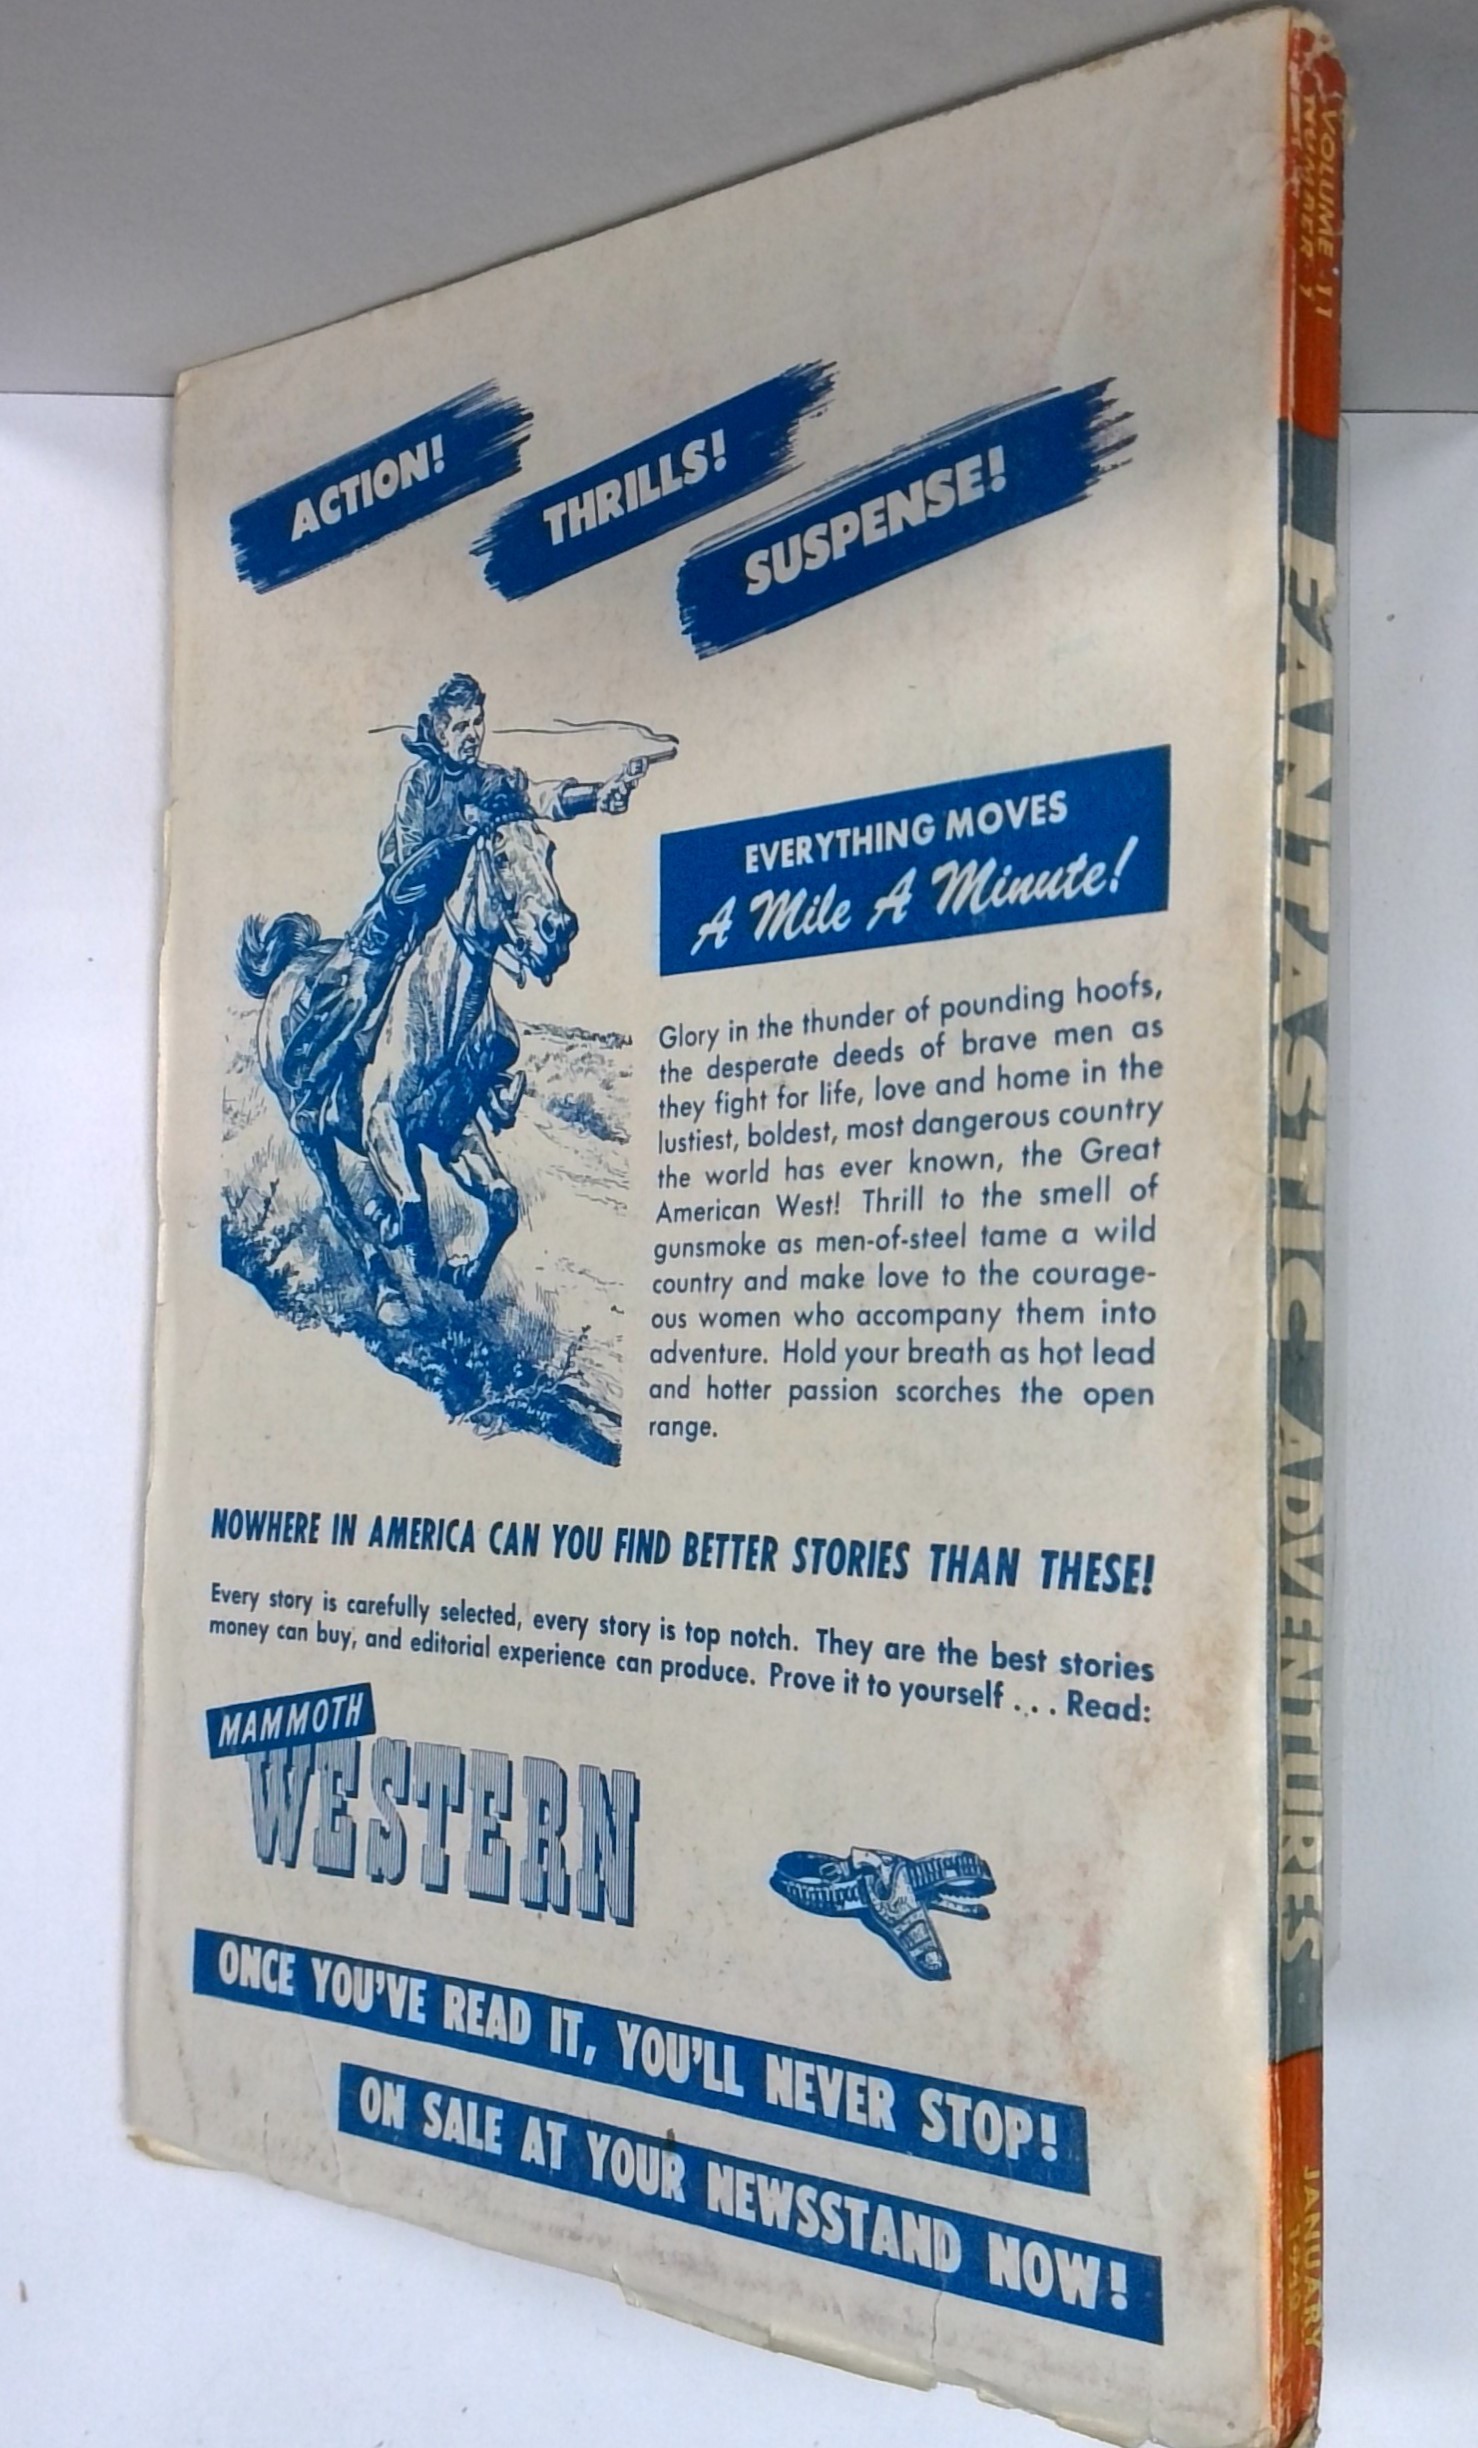 ACTION!
THRILLS!
SUSPENSE!
EVERYTHING MOVES
A Mile A Minute!
Glory in the thunder of pounding hoofs,
the desperate deeds of brave men as
they fight for life, love and home in the
lustiest, boldest, most dangerous country
the world has ever known, the Great
American West! Thrill to the smell of
gunsmoke as men-of-steel tame a wild
country and make love to the courage-
ous women who accompany them into
adventure. Hold your breath as hot lead
and hotter passion scorches the open
range.
NOWHERE IN AMERICA CAN YOU FIND BETTER STORIES THAN THESE!
Every story is carefully selected, every story is top notch. They are the best stories
money can buy, and editorial experience can produce. Prove it to yourself . . . Read:
MAMMOTH
WESTERN
ONCE YOU'VE READ IT, YOU'LL NEVER STOP!
ON SALE AT YOUR NEWSSTAND NOW!
VOLUME 11
NUMBER 1
FANTASTIC ADVENTURES
JANUARY
1949